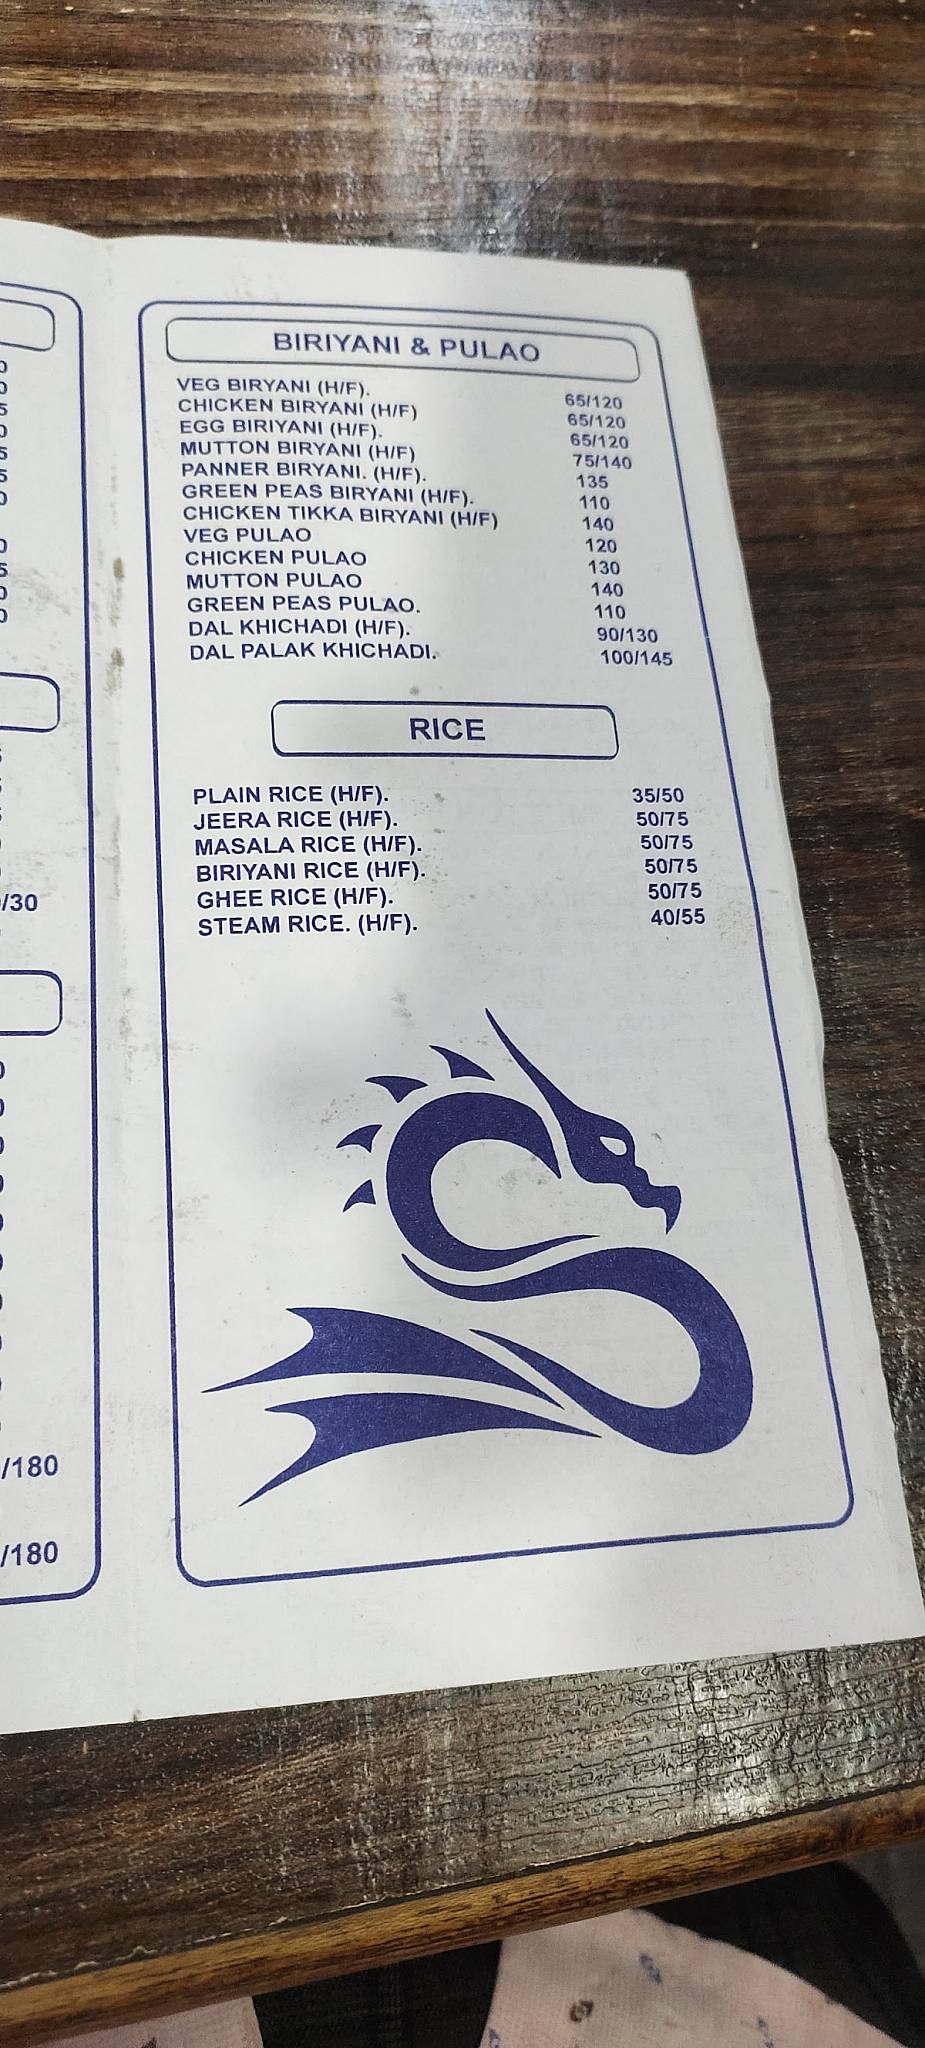 BIRIYANI & PULAO
VEG BIRYANI (H/F). 65/120
CHICKEN BIRYANI (H/F) 65/120
EGG BIRIYANI (H/F). 65/120
MUTTON BIRYANI (H/F) 75/140
PANNER BIRYANI. (H/F). 135
GREEN PEAS BIRYANI (H/F). 110
CHICKEN TIKKA BIRYANI (H/F) 140
VEG PULAO 120
CHICKEN PULAO 130
MUTTON PULAO 140
GREEN PEAS PULAO. 110
DAL KHICHADI (H/F). 90/130
DAL PALAK KHICHADI. 100/145
RICE
PLAIN RICE (H/F). 35/50
JEERA RICE (H/F). 50/75
MASALA RICE (H/F). 50/75
BIRIYANI RICE (H/F). 50/75
GHEE RICE (H/F). 50/75
STEAM RICE. (H/F). 40/55
/30
/180
/180